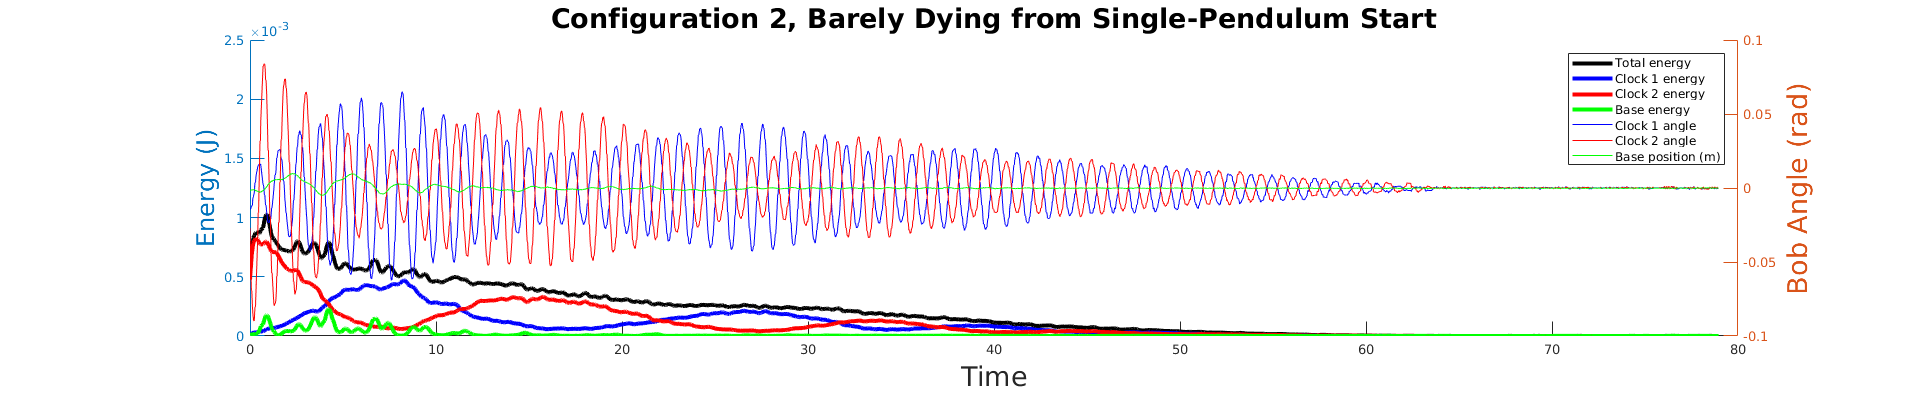 Configuration 2, Barely Dying from Single-Pendulum Start
×10⁻³
2.5
2
1.5
1
0.5
0
Energy (J)
0.1
0.05
0
-0.05
-0.1
Bob Angle (rad)
Total energy
Clock 1 energy
Clock 2 energy
Base energy
Clock 1 angle
Clock 2 angle
Base position (m)
0 10 20 30 40 50 60 70 80
Time